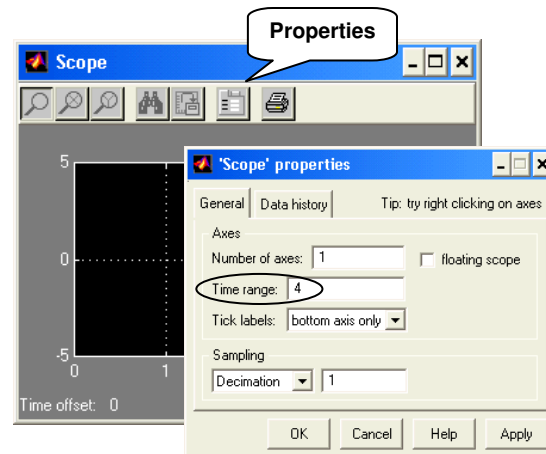 Properties
Scope
5
0
-5
0
1
Time offset: 0
'Scope' properties
General
Data history
Tip: try right clicking on axes
Axes
Number of axes: 1
floating scope
Time range: 4
Tick labels: bottom axis only
Sampling
Decimation 1
OK
Cancel
Help
Apply